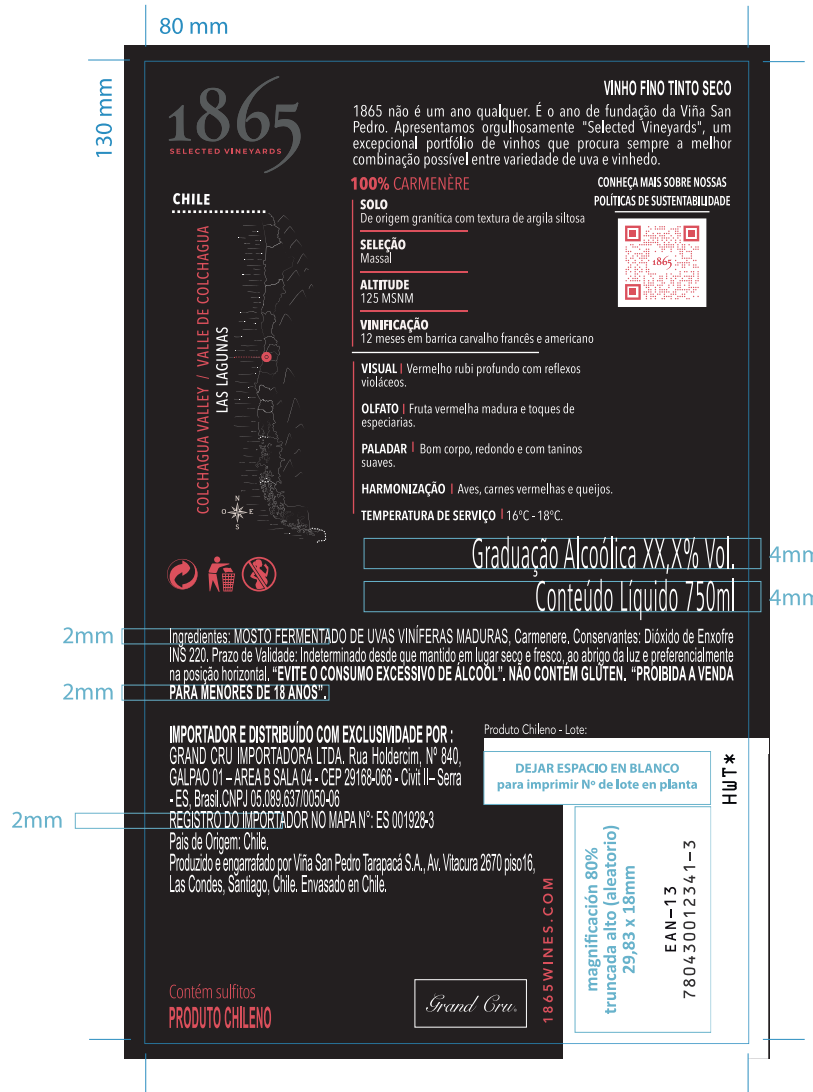 80 mm
130 mm
1865
SELECTED VINEYARDS
VINHO FINO TINTO SECO
1865 não é um ano qualquer. É o ano de fundação da Viña San
Pedro. Apresentamos orgulhosamente "Selected Vineyards", um
excepcional portfólio de vinhos que procura sempre a melhor
combinação possível entre variedade de uva e vinhedo.
100% CARMENÈRE
CONHEÇA MAIS SOBRE NOSSAS
POLÍTICAS DE SUSTENTABILIDADE
1865
CHILE
COLCHAGUA VALLEY / VALLE DE COLCHAGUA
LAS LAGUNAS
N
O E
S
SOLO
De origem granítica com textura de argila siltosa
SELEÇÃO
Massal
ALTITUDE
125 MSNM
VINIFICAÇÃO
12 meses em barrica carvalho francês e americano
VISUAL | Vermelho rubi profundo com reflexos
violáceos.
OLFATO | Fruta vermelha madura e toques de
especiarias.
PALADAR | Bom corpo, redondo e com taninos
suaves.
HARMONIZAÇÃO | Aves, carnes vermelhas e queijos.
TEMPERATURA DE SERVIÇO | 16ºC - 18ºC.
Graduação Alcoólica XX,X% Vol.
4mm
Conteúdo Líquido 750ml
4mm
2mm
Ingredientes: MOSTO FERMENTADO DE UVAS VINÍFERAS MADURAS, Carmenere, Conservantes: Dióxido de Enxofre
INS 220. Prazo de Validade: Indeterminado desde que mantido em lugar seco e fresco, ao abrigo da luz e preferencialmente
na posição horizontal. “EVITE O CONSUMO EXCESSIVO DE ÁLCOOL”. NÃO CONTÉM GLÚTEN. “PROIBIDA A VENDA
2mm
PARA MENORES DE 18 ANOS”.
IMPORTADOR E DISTRIBUÍDO COM EXCLUSIVIDADE POR :
GRAND CRU IMPORTADORA LTDA. Rua Holdercim, Nº 840,
GALPAO 01 – AREA B SALA 04 - CEP 29168-066 - Civit II– Serra
- ES, Brasil.CNPJ 05.089.637/0050-06
2mm
REGISTRO DO IMPORTADOR NO MAPA N°: ES 001928-3
Pais de Origem: Chile.
Produzido e engarrafado por Viña San Pedro Tarapacá S.A., Av. Vitacura 2670 piso16,
Las Condes, Santiago, Chile. Envasado en Chile.
Produto Chileno - Lote:
DEJAR ESPACIO EN BLANCO
para imprimir Nº de lote en planta
HWT*
magnificación 80%
truncada alto (aleatorio)
29,83 x 18mm
EAN-13
780430012341-3
1865WINES.COM
Contém sulfitos
PRODUTO CHILENO
Grand Cru.